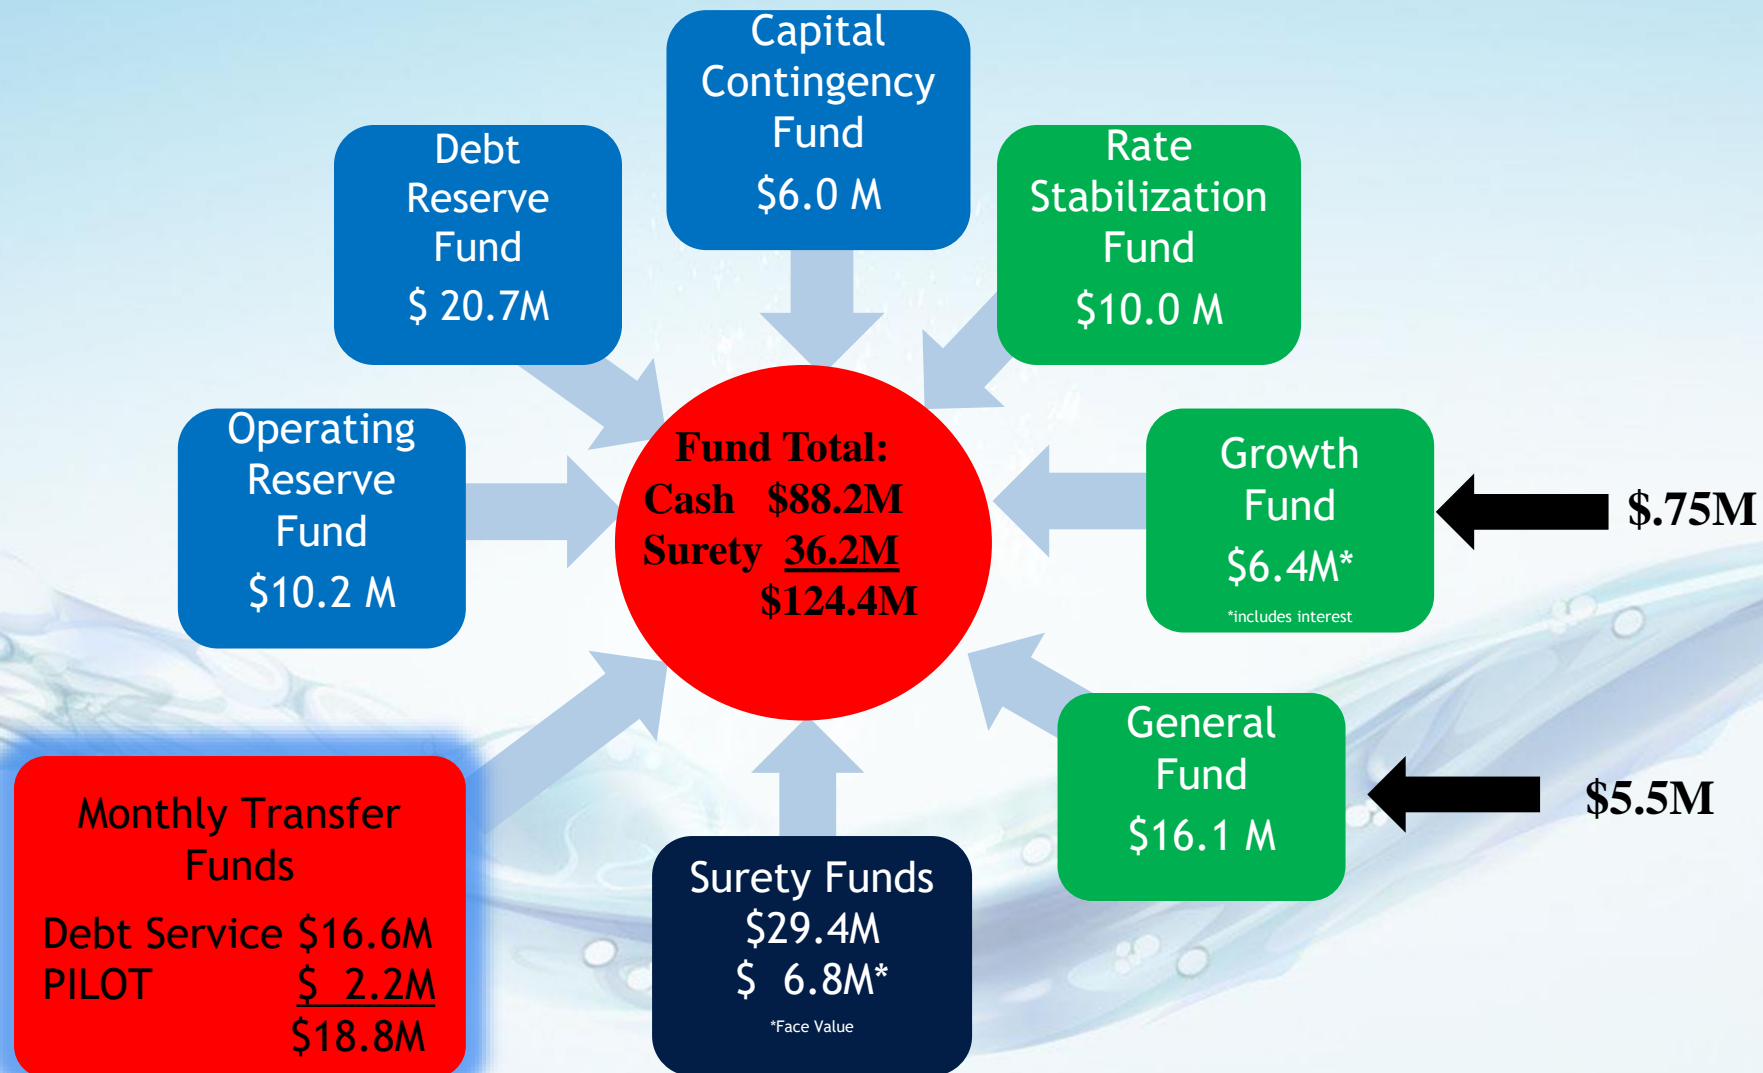 Capital
Contingency
Fund
$6.0 M
Debt
Reserve
Fund
$ 20.7M
Rate
Stabilization
Fund
$10.0 M
Operating
Reserve
Fund
$10.2 M
Fund Total:
Cash $88.2M
Surety 36.2M
$124.4M
Growth
Fund
$6.4M*
*includes interest
$.75M
Monthly Transfer
Funds
Debt Service $16.6M
PILOT $ 2.2M
$18.8M
Surety Funds
$29.4M
$ 6.8M*
*Face Value
General
Fund
$16.1 M
$5.5M